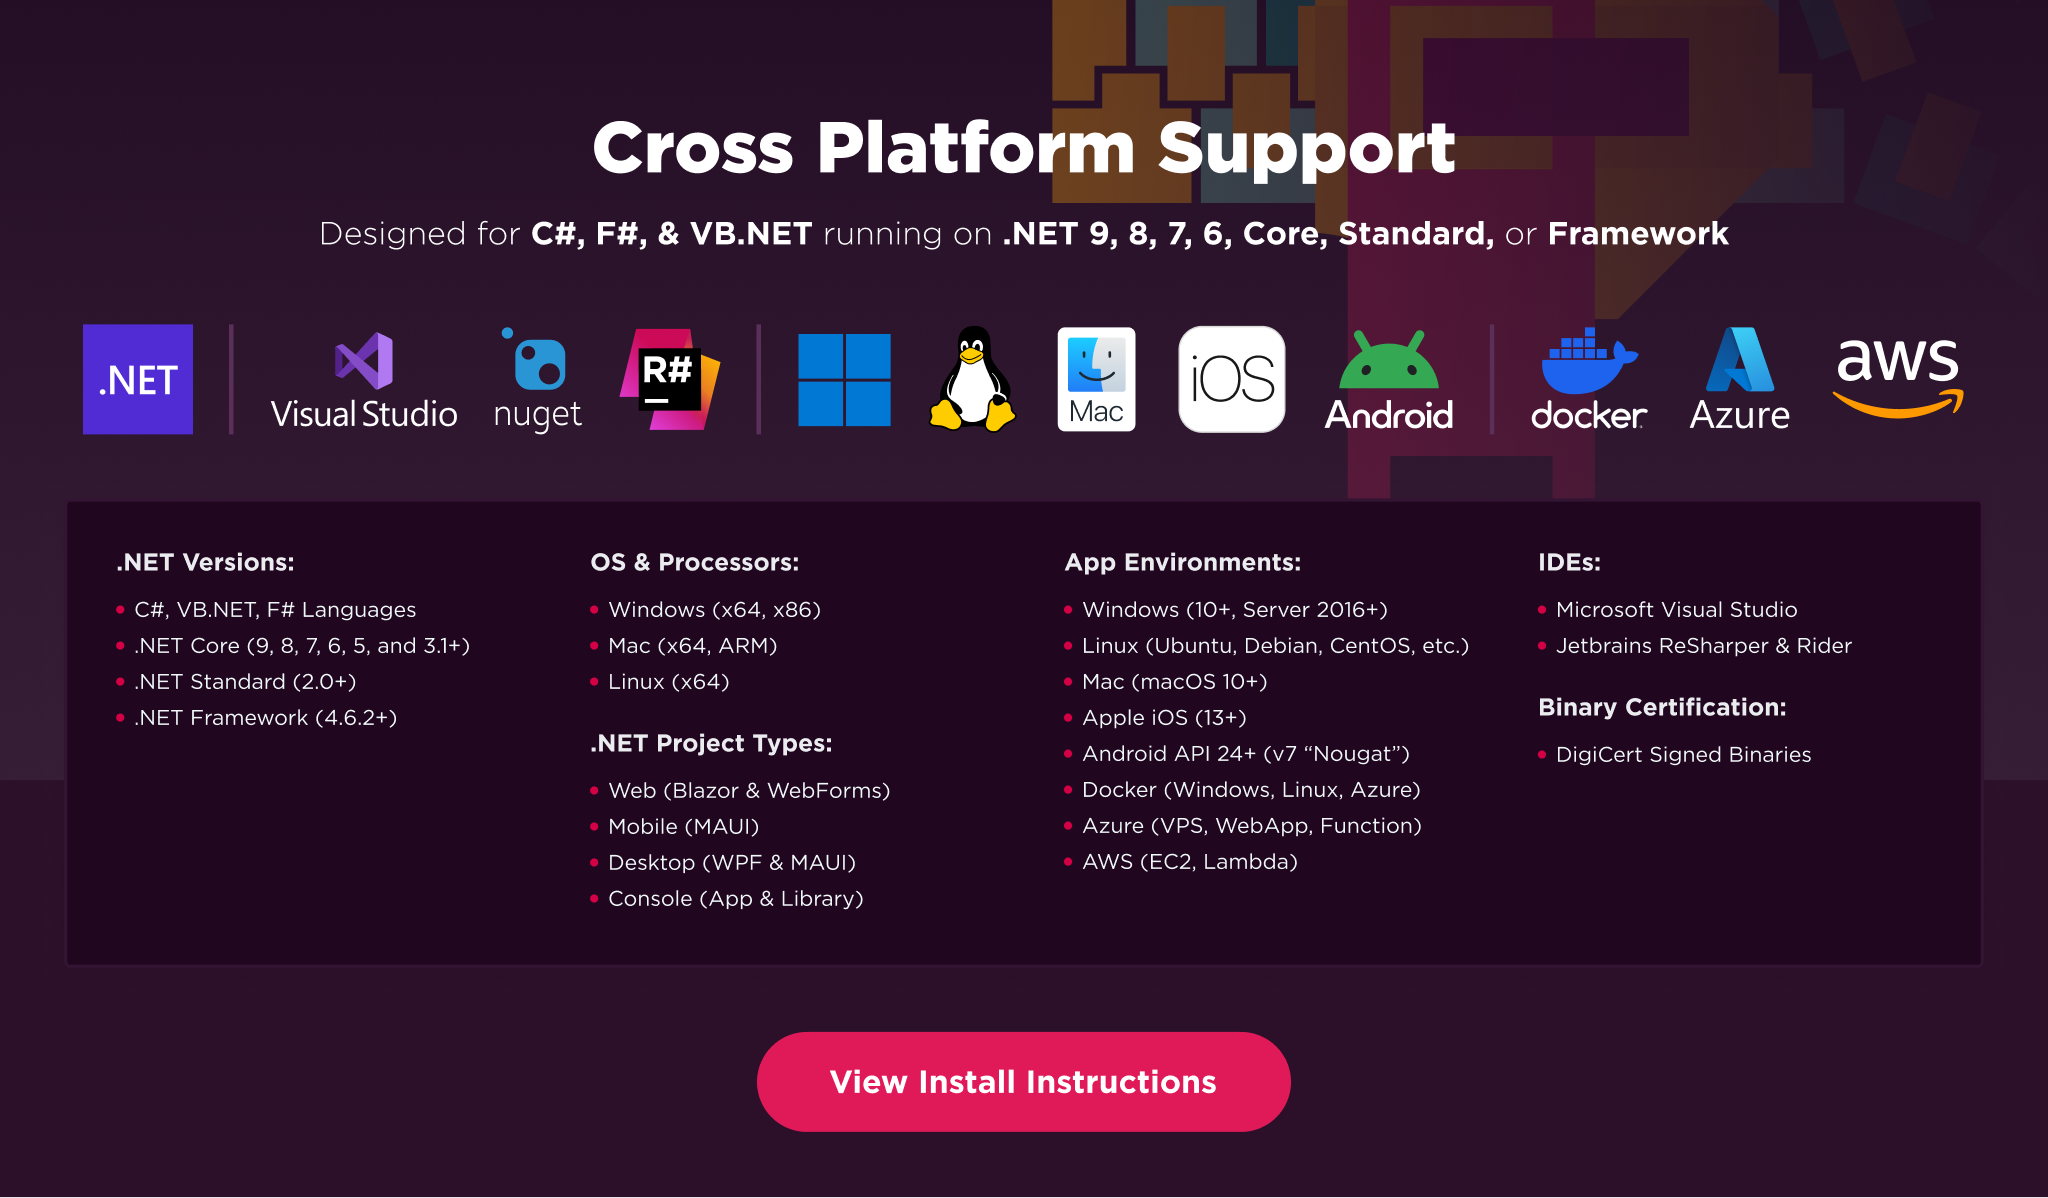 Cross Platform Support
Designed for C#, F#, & VB.NET running on .NET 9, 8, 7, 6, Core, Standard, or Framework
.NET
Visual Studio
nuget
R#
Mac
iOS
Android
docker
Azure
aws
.NET Versions:
C#, VB.NET, F# Languages
.NET Core (9, 8, 7, 6, 5, and 3.1+)
.NET Standard (2.0+)
.NET Framework (4.6.2+)
OS & Processors:
Windows (x64, x86)
Mac (x64, ARM)
Linux (x64)
.NET Project Types:
Web (Blazor & WebForms)
Mobile (MAUI)
Desktop (WPF & MAUI)
Console (App & Library)
App Environments:
Windows (10+, Server 2016+)
Linux (Ubuntu, Debian, CentOS, etc.)
Mac (macOS 10+)
Apple iOS (13+)
Android API 24+ (v7 “Nougat”)
Docker (Windows, Linux, Azure)
Azure (VPS, WebApp, Function)
AWS (EC2, Lambda)
IDEs:
Microsoft Visual Studio
Jetbrains ReSharper & Rider
Binary Certification:
DigiCert Signed Binaries
View Install Instructions